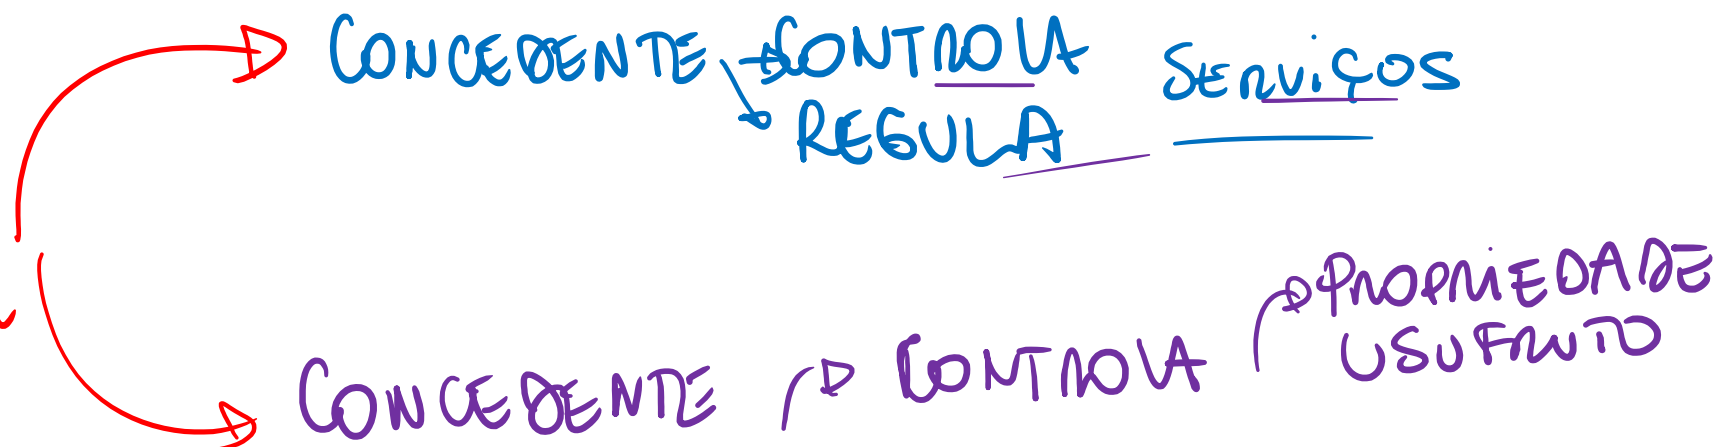 CONCEDENTE CONTROLA SERVIÇOS
REGULA
PROPRIEDADE
USUFRUTO
CONCEDENTE CONTROLA